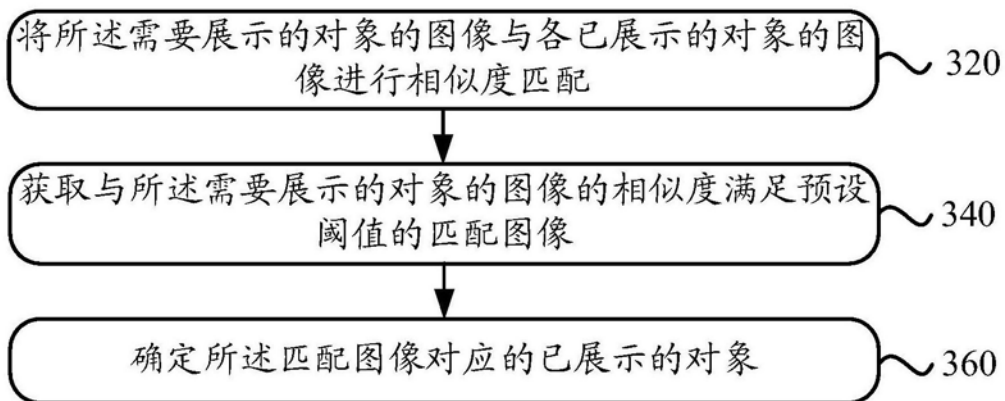 将所述需要展示的对象的图像与各已展示的对象的图
像进行相似度匹配
320
获取与所述需要展示的对象的图像的相似度满足预设
阈值的匹配图像
340
确定所述匹配图像对应的已展示的对象
360